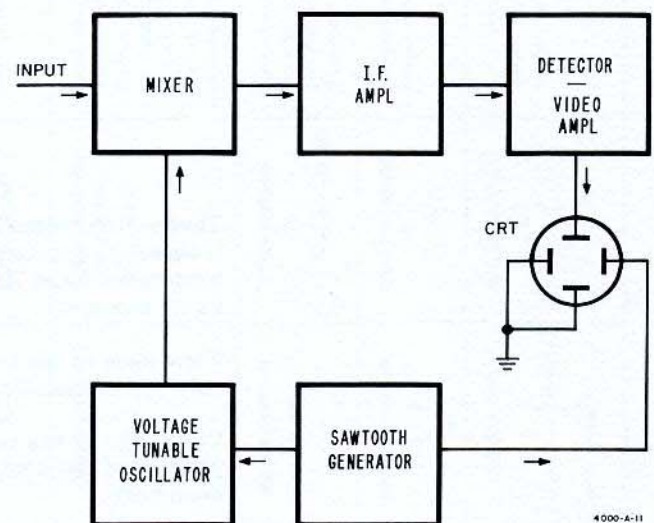 INPUT
MIXER
I.F.
AMPL
DETECTOR
VIDEO
AMPL
CRT
VOLTAGE
TUNABLE
OSCILLATOR
SAWTOOTH
GENERATOR
4000-A-11